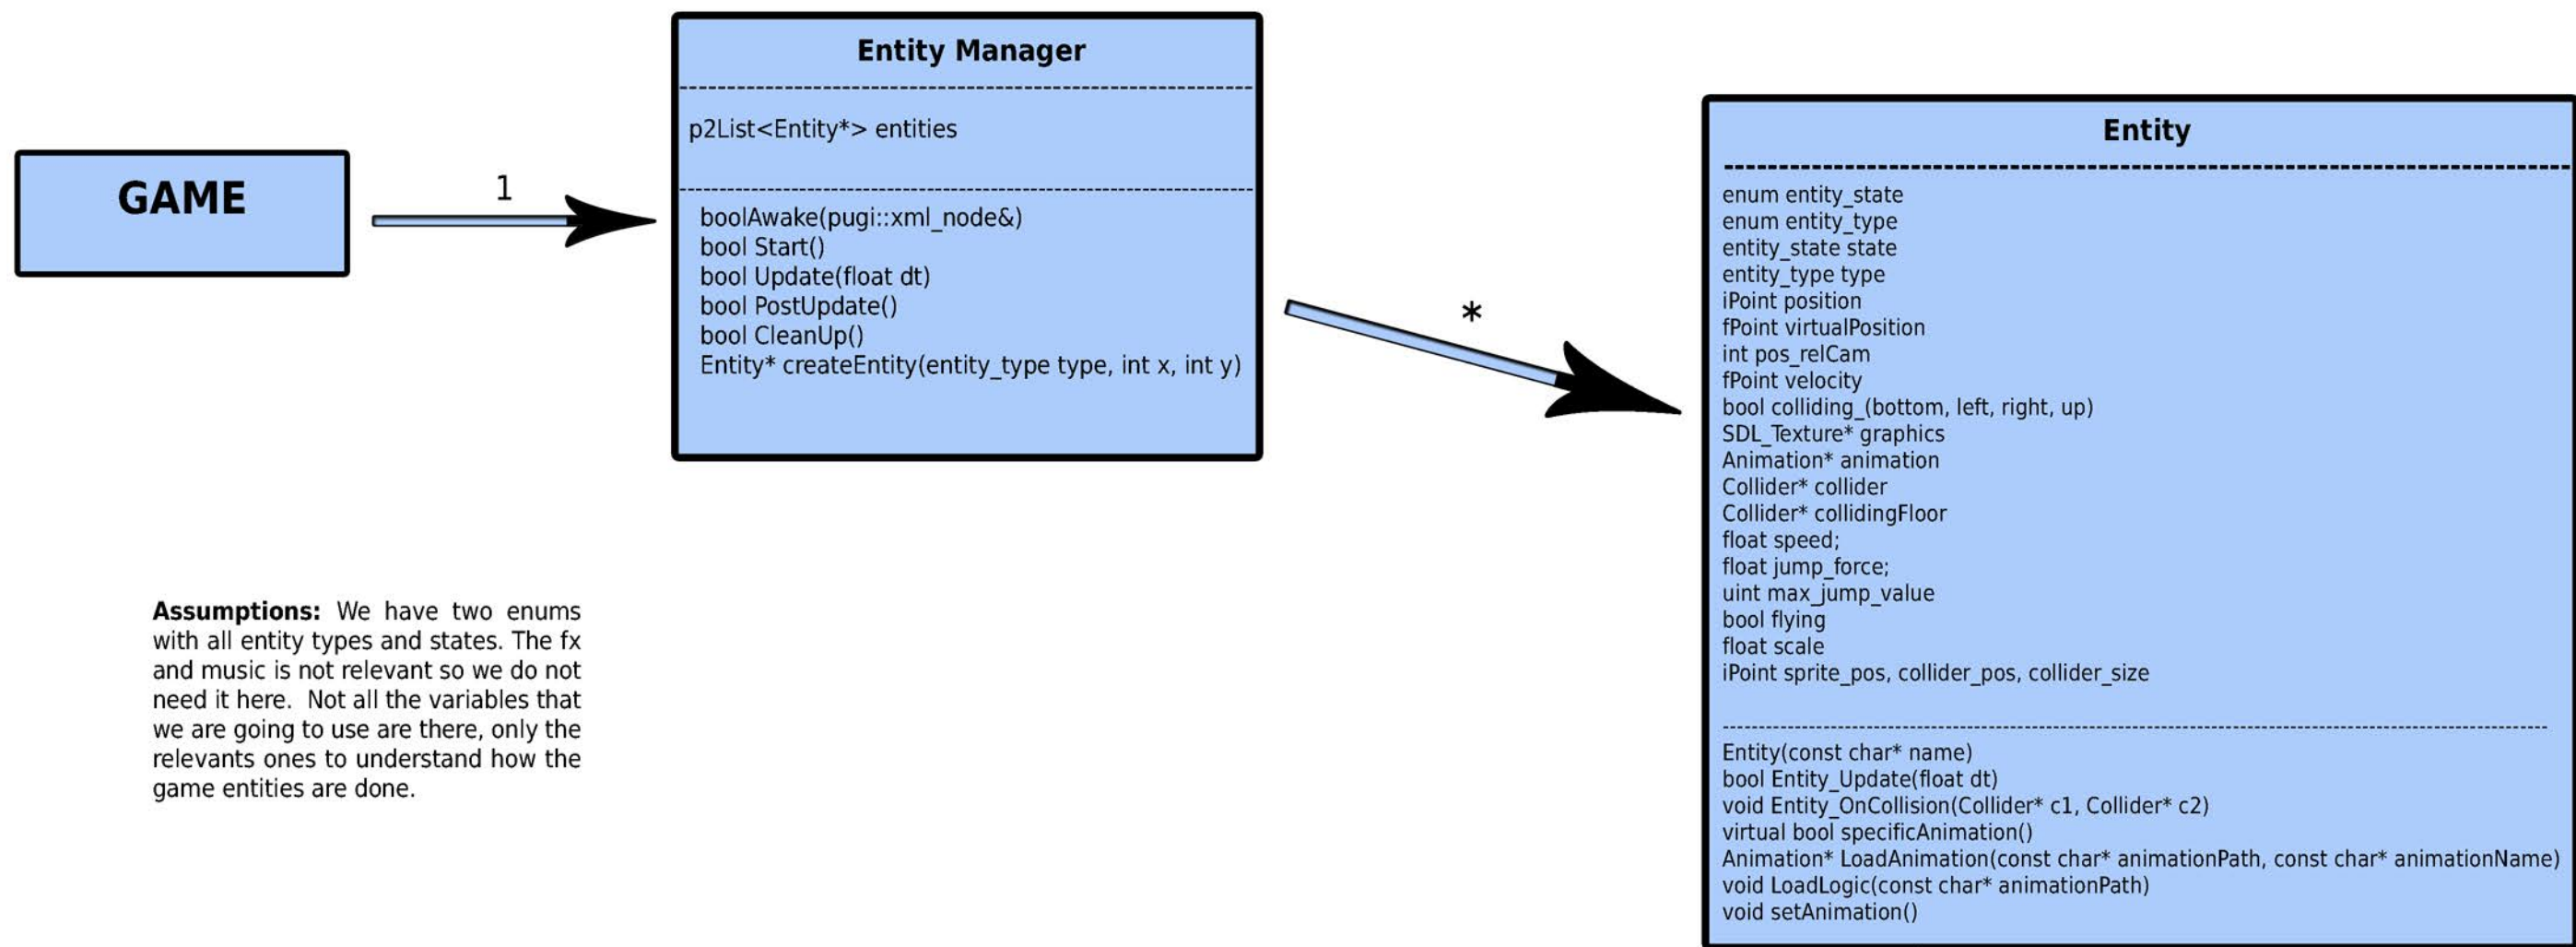 GAME
1
Entity Manager
p2List<Entity*> entities
boolAwake(pugi::xml_node&)
bool Start()
bool Update(float dt)
bool PostUpdate()
bool CleanUp()
Entity* createEntity(entity_type type, int x, int y)
*
Entity
enum entity_state
enum entity_type
entity_state state
entity_type type
iPoint position
fPoint virtualPosition
int pos_relCam
fPoint velocity
bool colliding_(bottom, left, right, up)
SDL_Texture* graphics
Animation* animation
Collider* collider
Collider* collidingFloor
float speed;
float jump_force;
uint max_jump_value
bool flying
float scale
iPoint sprite_pos, collider_pos, collider_size
Entity(const char* name)
bool Entity_Update(float dt)
void Entity_OnCollision(Collider* c1, Collider* c2)
virtual bool specificAnimation()
Animation* LoadAnimation(const char* animationPath, const char* animationName)
void LoadLogic(const char* animationPath)
void setAnimation()
Assumptions: We have two enums
with all entity types and states. The fx
and music is not relevant so we do not
need it here. Not all the variables that
we are going to use are there, only the
relevants ones to understand how the
game entities are done.